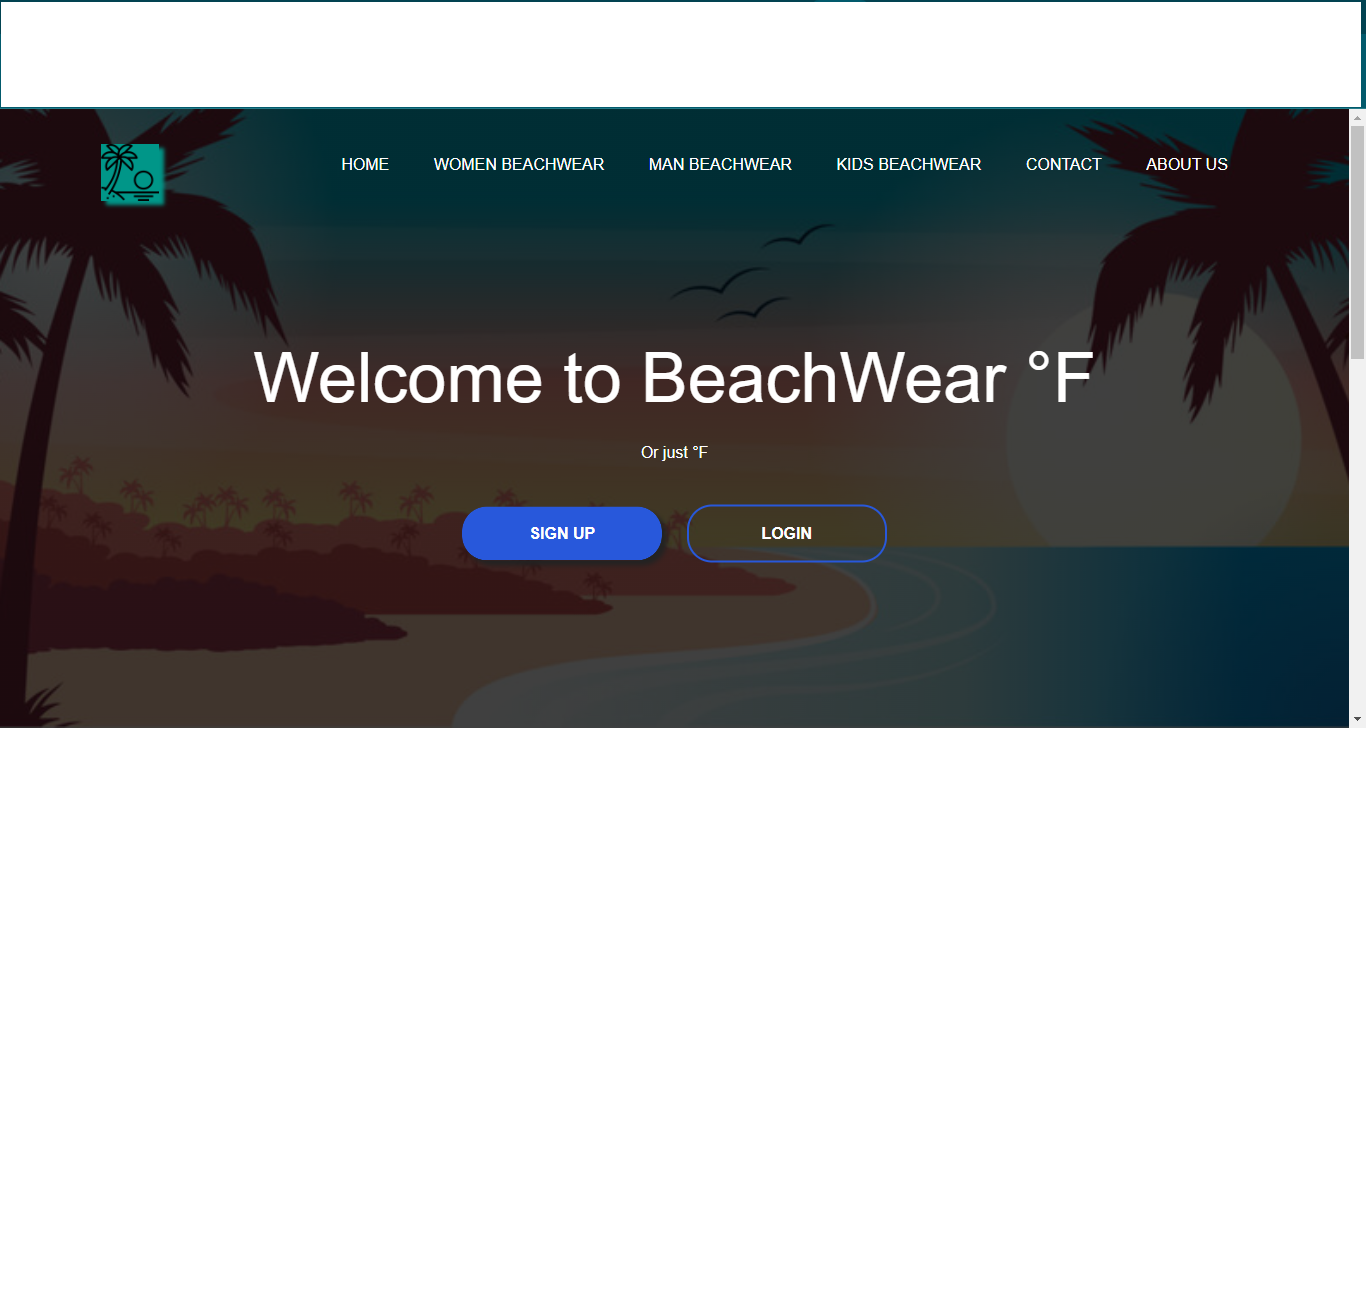 HOME WOMEN BEACHWEAR MAN BEACHWEAR KIDS BEACHWEAR CONTACT ABOUT US
Welcome to BeachWear °F
Or just °F
SIGN UP LOGIN